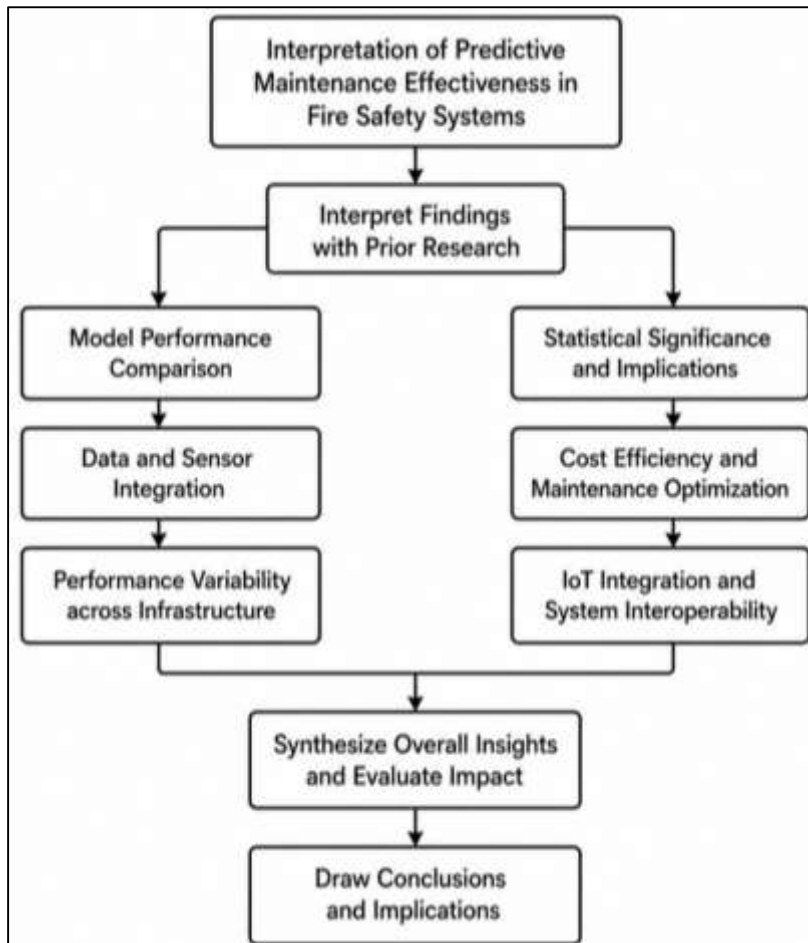 Interpretation of Predictive
Maintenance Effectiveness in
Fire Safety Systems
Interpret Findings
with Prior Research
Model Performance
Comparison
Data and Sensor
Integration
Performance Variability
across Infrastructure
Statistical Significance
and Implications
Cost Efficiency and
Maintenance Optimization
IoT Integration and
System Interoperability
Synthesize Overall Insights
and Evaluate Impact
Draw Conclusions
and Implications